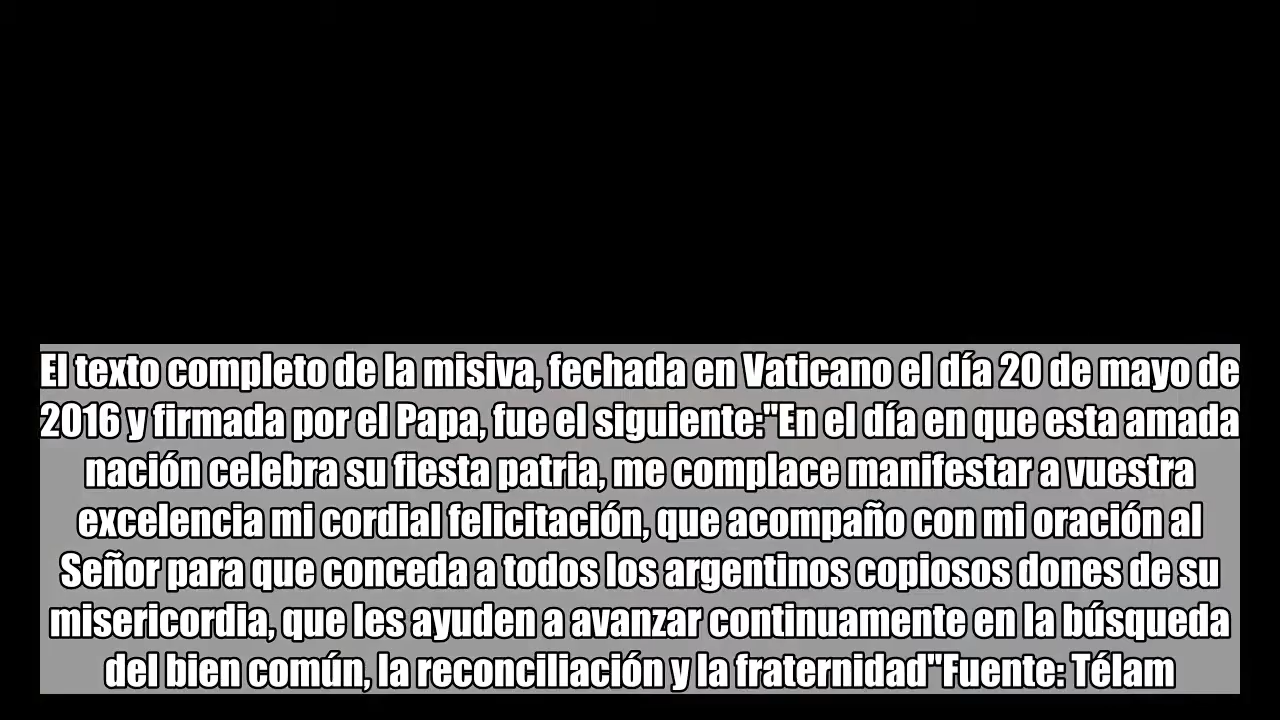 El texto completo de la misiva, fechada en Vaticano el día 20 de mayo de
2016 y firmada por el Papa, fue el siguiente:"En el día en que esta amada
nación celebra su fiesta patria, me complace manifestar a vuestra
excelencia mi cordial felicitación, que acompaño con mi oración al
Señor para que conceda a todos los argentinos copiosos dones de su
misericordia, que les ayuden a avanzar continuamente en la búsqueda
del bien común, la reconciliación y la fraternidad"Fuente: Télam